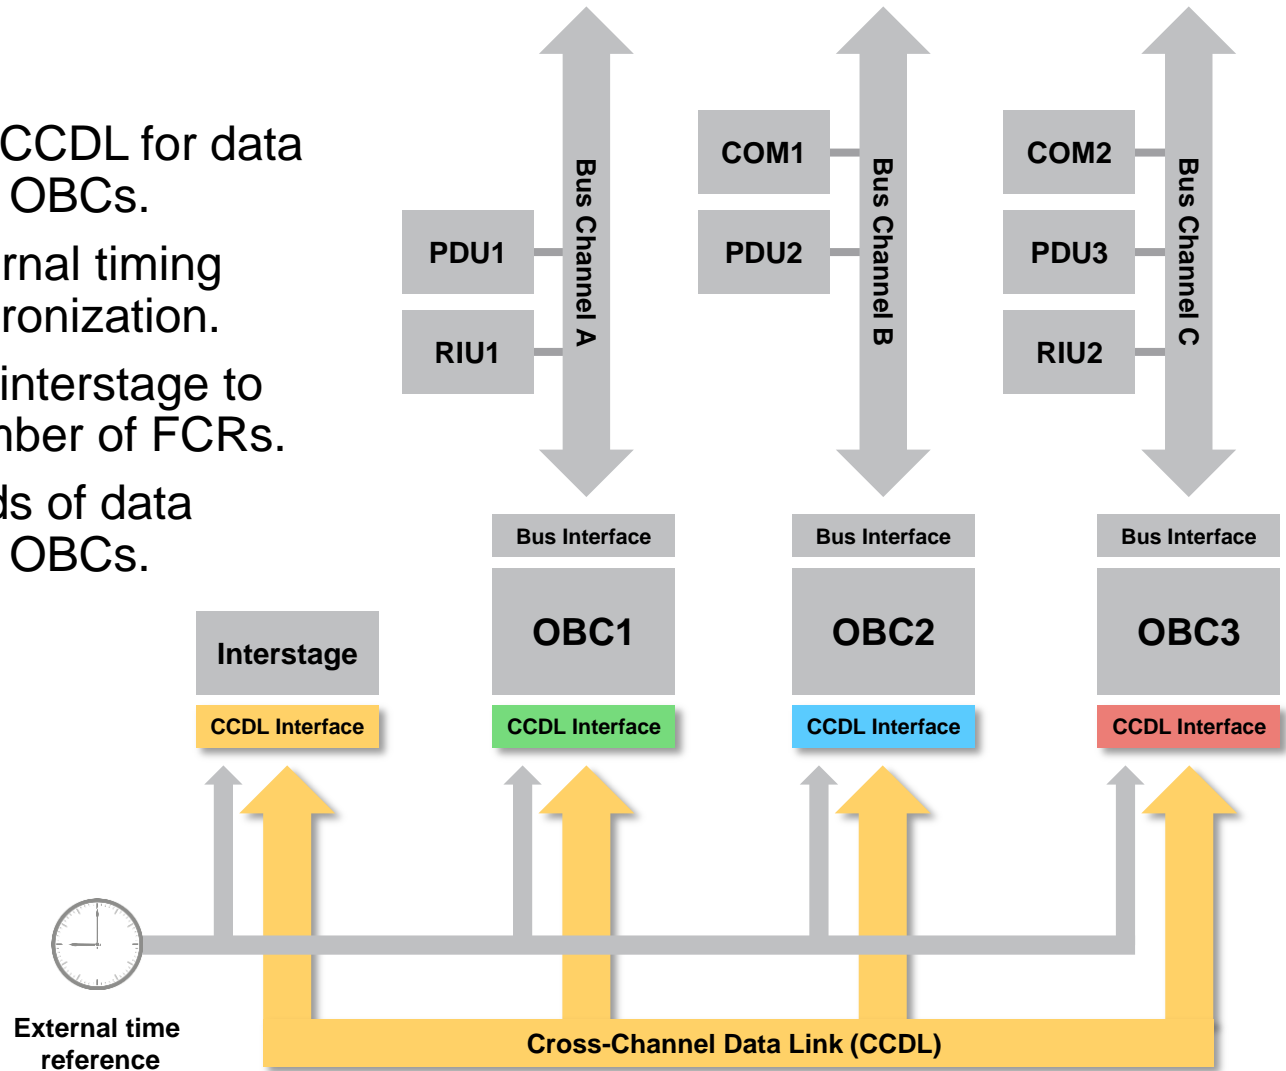 CCDL for data
OBCs.
rnal timing
ronization.
interstage to
nber of FCRs.
ds of data
OBCs.
Bus Channel A
PDU1
RIU1
COM1
PDU2
Bus Channel B
COM2
PDU3
RIU2
Bus Channel C
Bus Interface
Bus Interface
Bus Interface
OBC1
OBC2
OBC3
Interstage
CCDL Interface
CCDL Interface
CCDL Interface
CCDL Interface
External time
reference
Cross-Channel Data Link (CCDL)